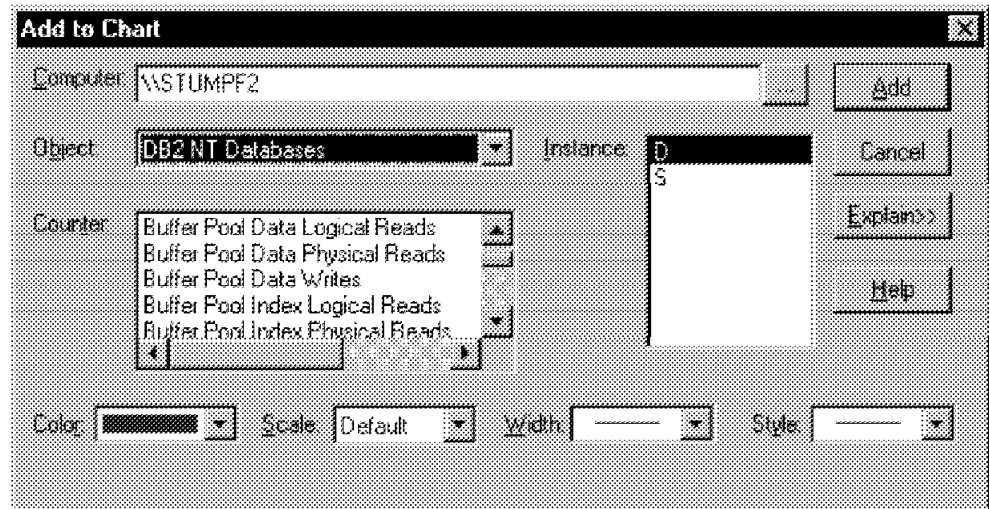 Add to Chart
Computer: \\STUMPF2 ... Add
Object: DB2 NT Databases Instance: D Cancel
S
Counter: Buffer Pool Data Logical Reads Explain>>
Buffer Pool Data Physical Reads
Buffer Pool Data Writes
Buffer Pool Index Logical Reads Help
Buffer Pool Index Physical Reads
Color: Scale: Default Width: Style: